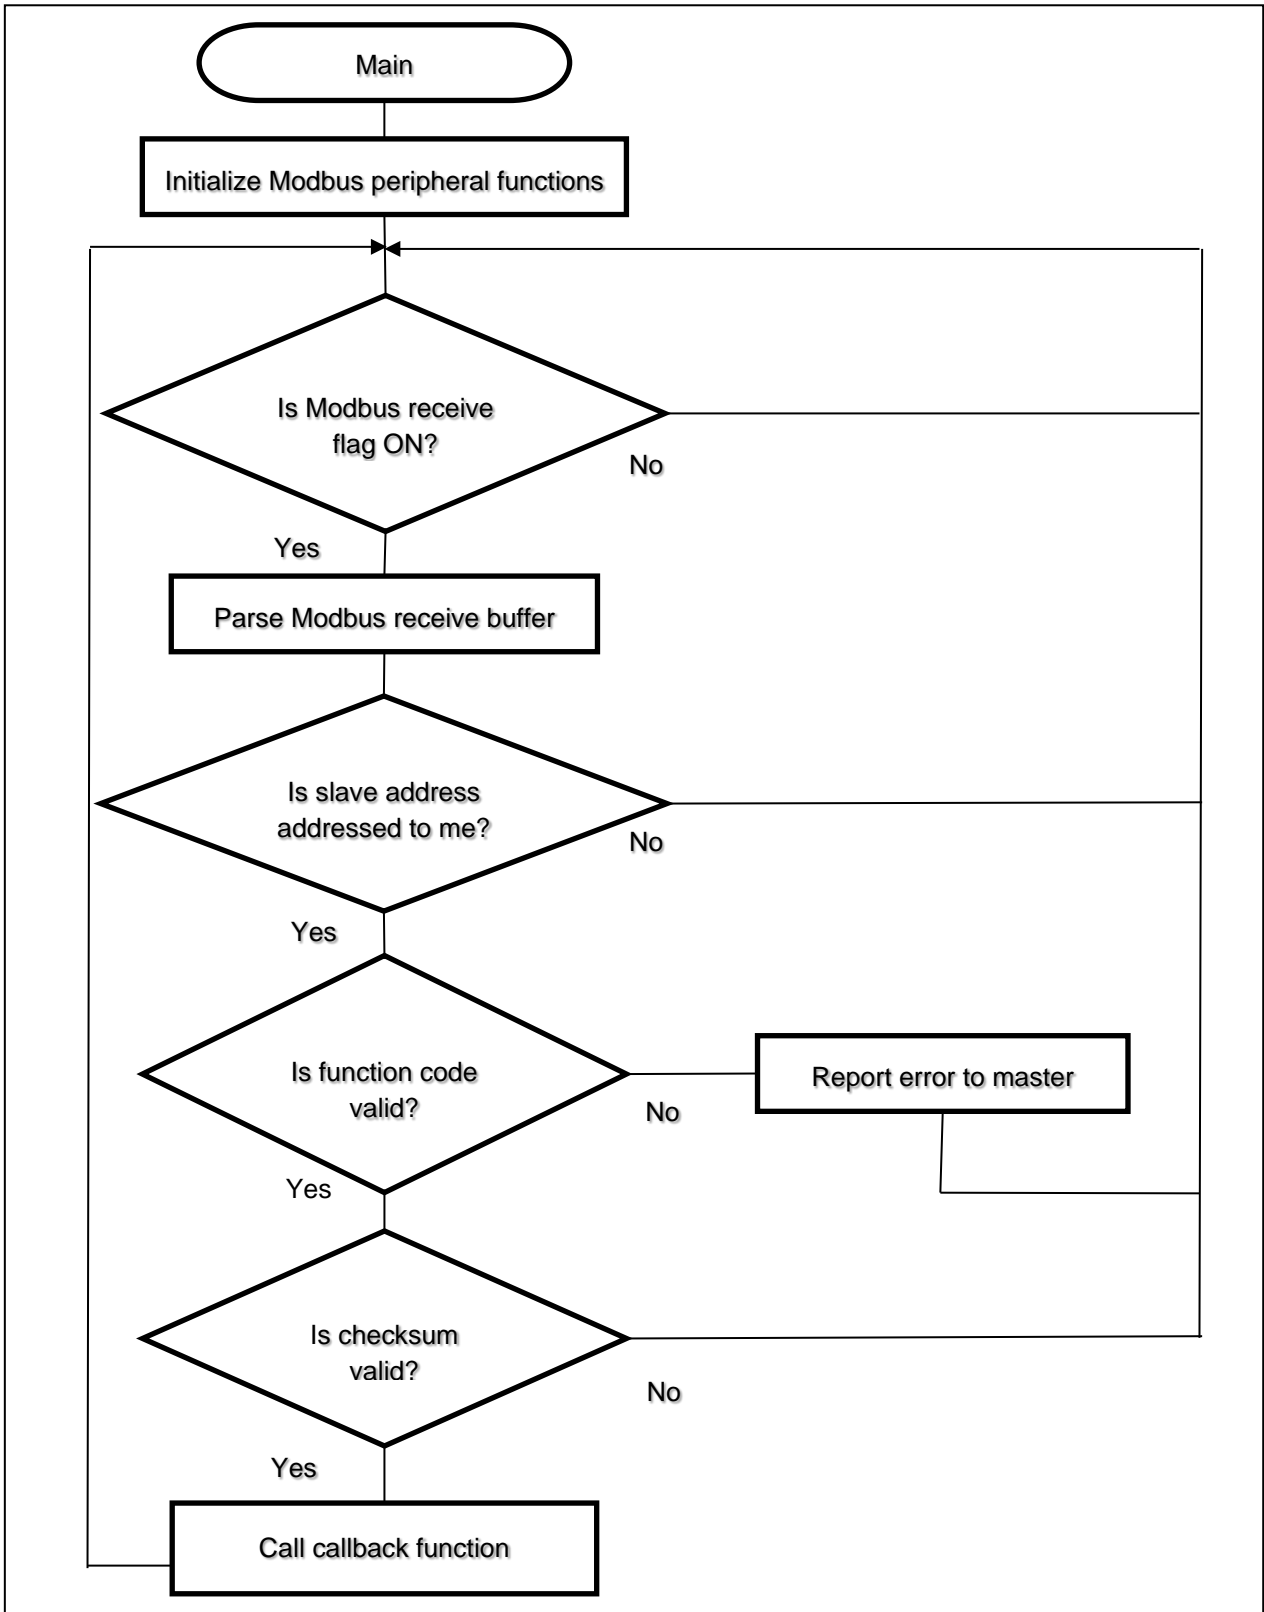 Main
Initialize Modbus peripheral functions
Is Modbus receive
flag ON?
No
Yes
Parse Modbus receive buffer
Is slave address
addressed to me?
No
Yes
Is function code
valid?
Report error to master
No
Yes
Is checksum
valid?
No
Yes
Call callback function